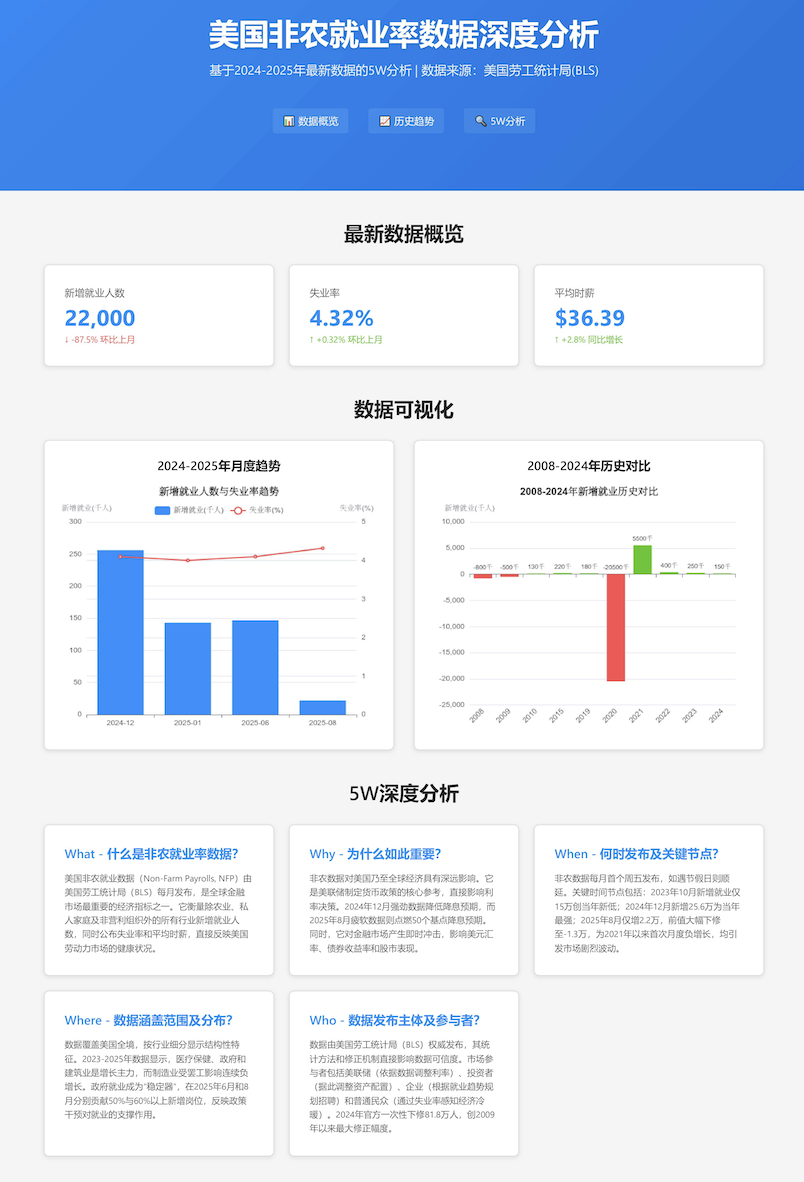 美国非农就业率数据深度分析
基于2024-2025年最新数据的5W分析 | 数据来源：美国劳工统计局(BLS)
📊 数据概览
📈 历史趋势
🔍 5W分析
最新数据概览
新增就业人数
22,000
↓ -87.5% 环比上月
失业率
4.32%
↑ +0.32% 环比上月
平均时薪
$36.39
↑ +2.8% 同比增长
数据可视化
2024-2025年月度趋势
新增就业人数与失业率趋势
新增就业(千人)
新增就业(千人)
失业率(%)
失业率(%)
300
250
200
150
100
50
0
5
4
3
2
1
0
2024-12
2025-01
2025-06
2025-08
2008-2024年历史对比
2008-2024年新增就业历史对比
新增就业(千人)
10,000
5,000
0
-5,000
-10,000
-15,000
-20,000
-25,000
-800千
-500千
130千
220千
180千
-20500千
5500千
400千
250千
150千
2008
2009
2010
2015
2019
2020
2021
2022
2023
2024
5W深度分析
What - 什么是非农就业率数据？
美国非农就业数据（Non-Farm Payrolls, NFP）由
美国劳工统计局（BLS）每月发布，是全球金融
市场最重要的经济指标之一。它衡量除农业、私
人家庭及非营利组织外的所有行业新增就业人
数，同时公布失业率和平均时薪，直接反映美国
劳动力市场的健康状况。
Why - 为什么如此重要？
非农数据对美国乃至全球经济具有深远影响。它
是美联储制定货币政策的核心参考，直接影响利
率决策。2024年12月强劲数据降低降息预期，而
2025年8月疲软数据则点燃50个基点降息预期。
同时，它对金融市场产生即时冲击，影响美元汇
率、债券收益率和股市表现。
When - 何时发布及关键节点？
非农数据每月首个周五发布，如遇节假日则顺
延。关键时间节点包括：2023年10月新增就业仅
15万创当年新低；2024年12月新增25.6万为当年
最强；2025年8月仅增2.2万，前值大幅下修
至-1.3万，为2021年以来首次月度负增长，均引
发市场剧烈波动。
Where - 数据涵盖范围及分布？
数据覆盖美国全境，按行业细分显示结构性特
征。2023-2025年数据显示，医疗保健、政府和
建筑业是增长主力，而制造业受罢工影响连续负
增长。政府就业成为"稳定器"，在2025年6月和8
月分别贡献50%与60%以上新增岗位，反映政策
干预对就业的支撑作用。
Who - 数据发布主体及参与者？
数据由美国劳工统计局（BLS）权威发布，其统
计方法和修正机制直接影响数据可信度。市场参
与者包括美联储（依据数据调整利率）、投资者
（据此调整资产配置）、企业（根据就业趋势规
划招聘）和普通民众（通过失业率感知经济冷
暖）。2024年官方一次性下修81.8万人，创2009
年以来最大修正幅度。